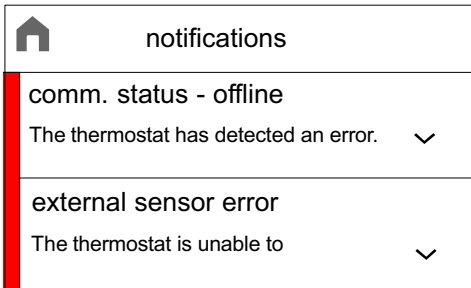 notifications
comm. status - offline
The thermostat has detected an error.
external sensor error
The thermostat is unable to